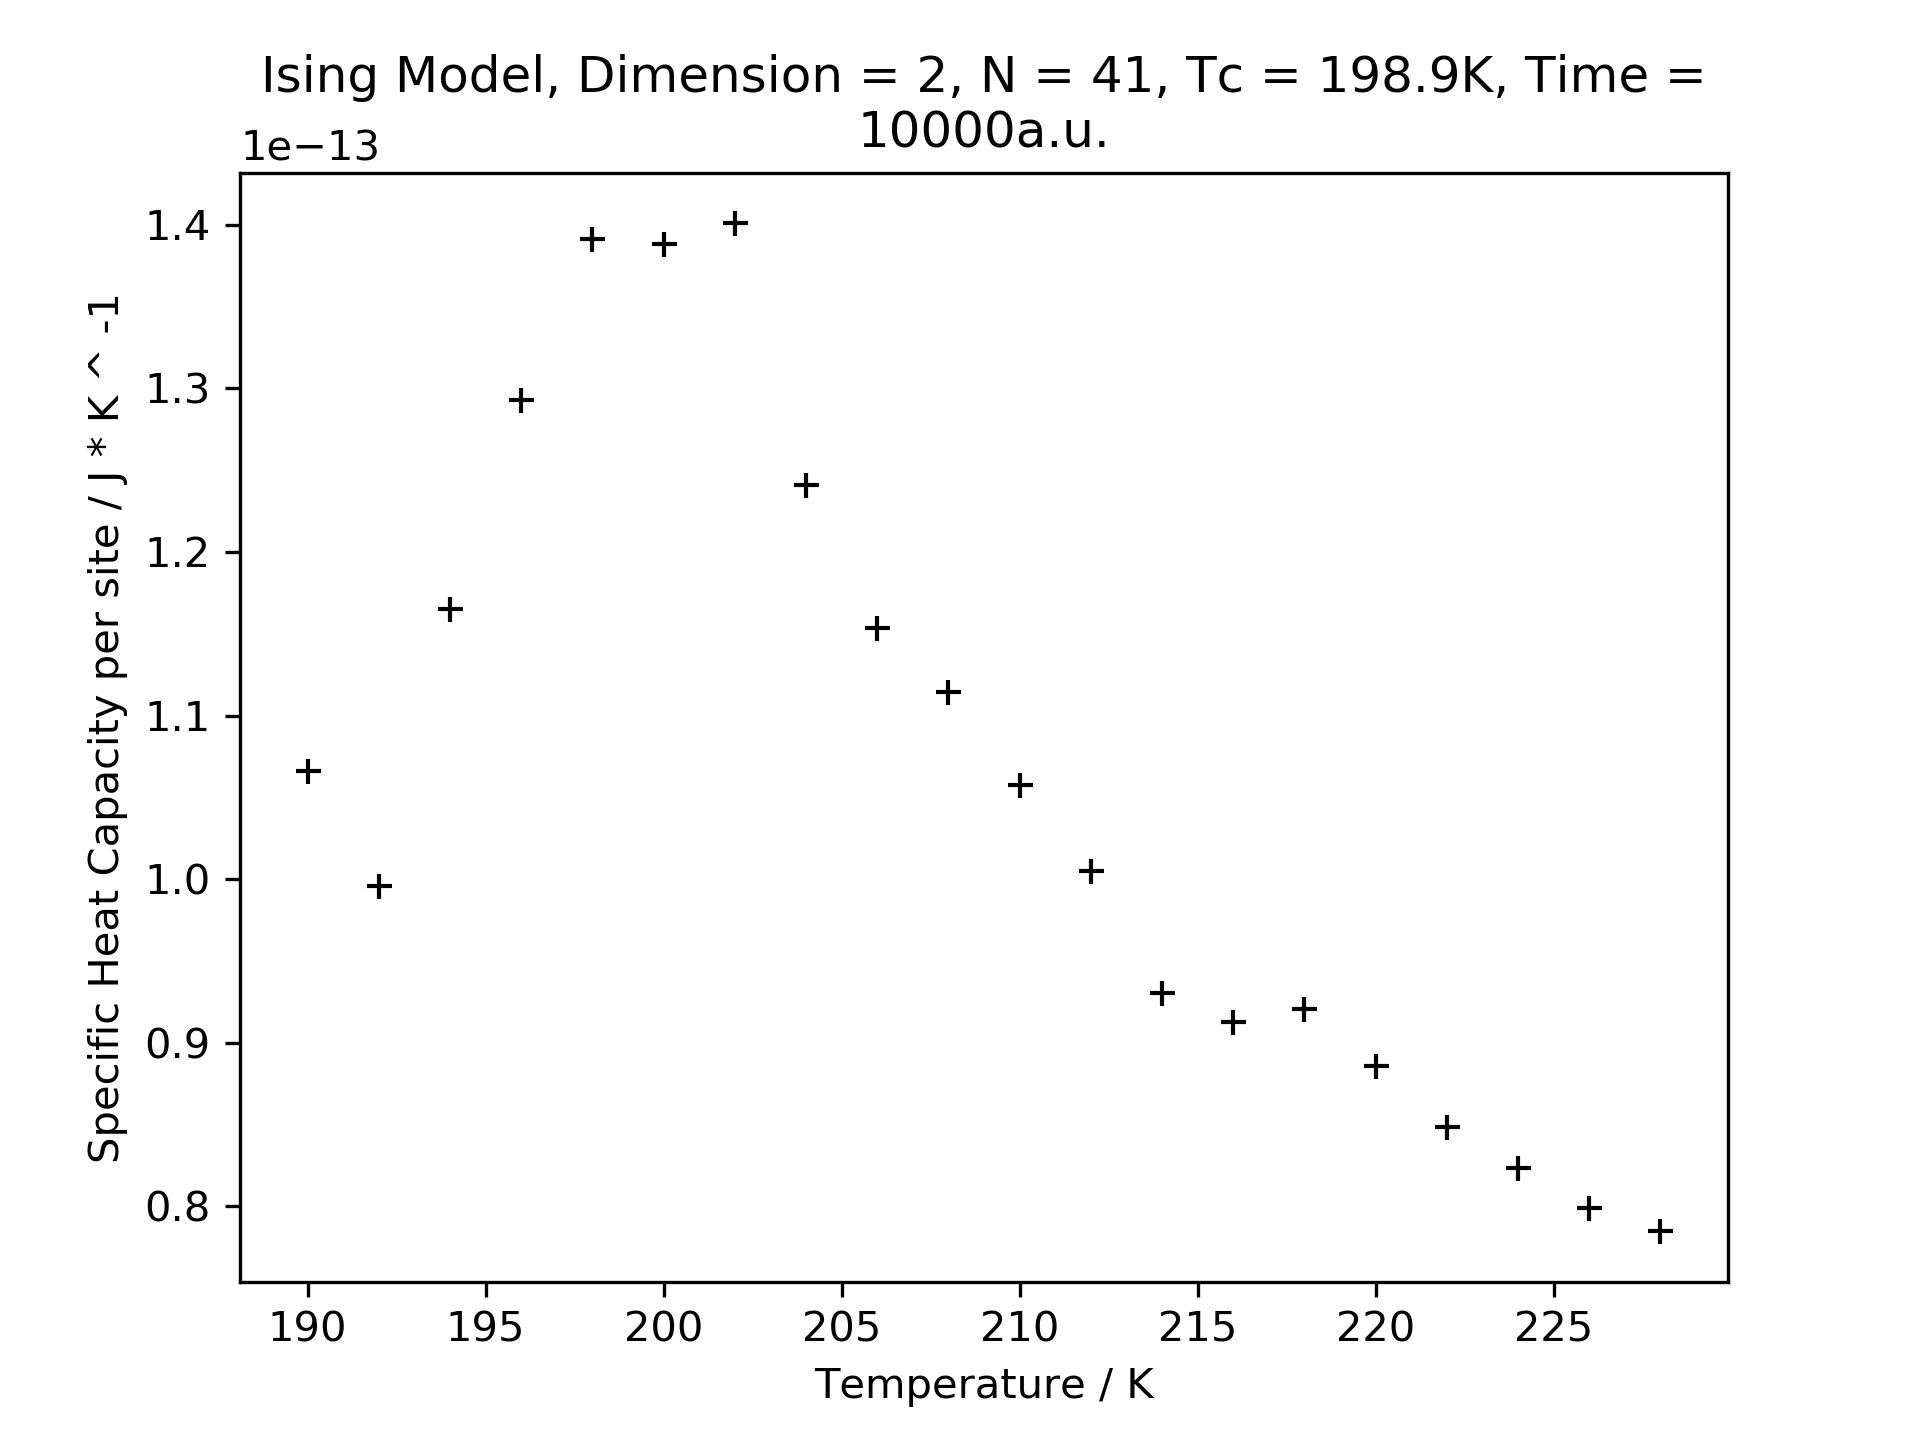 Ising Model, Dimension = 2, N = 41, Tc = 198.9K, Time =
10000a.u.
1e−13
1.4
1.3
1.2
1.1
1.0
0.9
0.8
Specific Heat Capacity per site / J * K ^ -1
190 195 200 205 210 215 220 225
Temperature / K